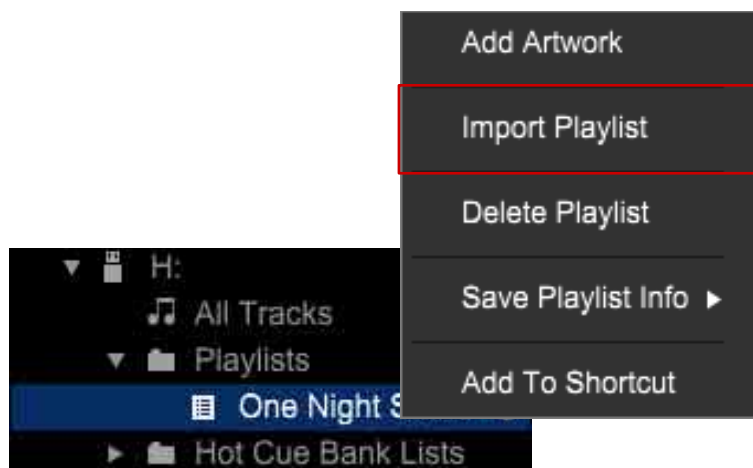 Add Artwork
Import Playlist
Delete Playlist
Save Playlist Info
Add To Shortcut
H:
All Tracks
Playlists
One Night
Hot Cue Bank Lists